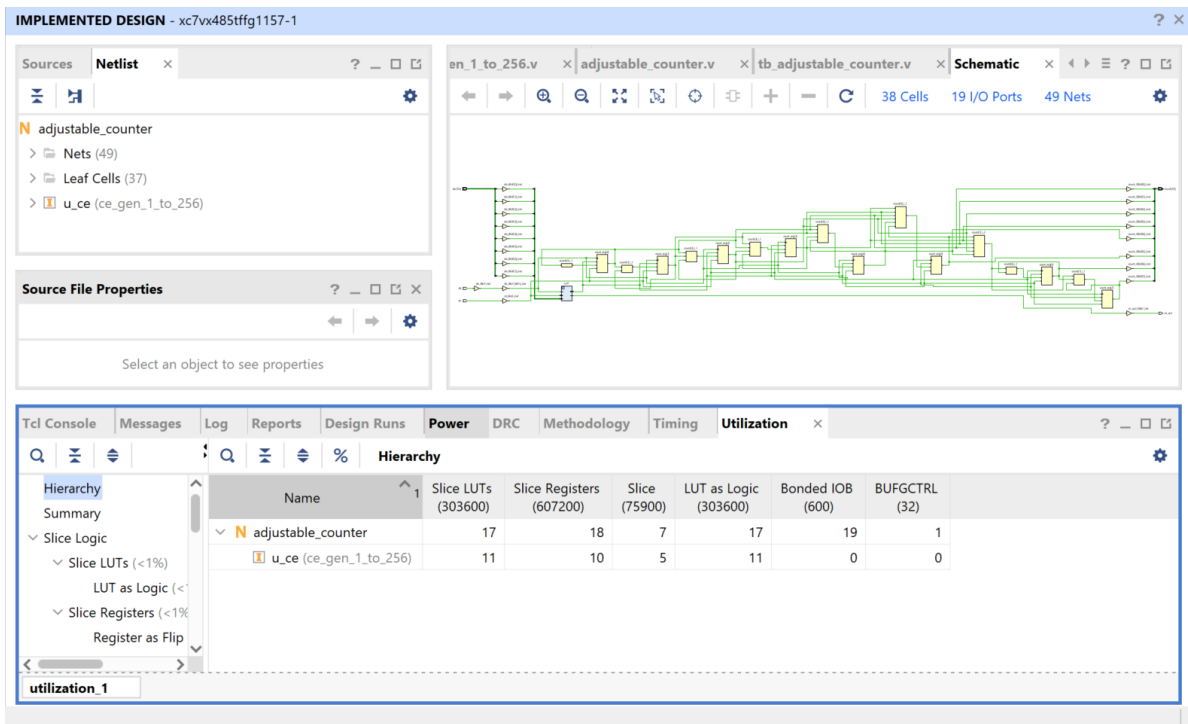 IMPLEMENTED DESIGN - xc7vx485tffg1157-1
Sources Netlist
adjustable_counter
Nets (49)
Leaf Cells (37)
u_ce (ce_gen_1_to_256)
Source File Properties
Select an object to see properties
en_1_to_256.v adjustable_counter.v tb_adjustable_counter.v Schematic
38 Cells 19 I/O Ports 49 Nets
Tcl Console Messages Log Reports Design Runs Power DRC Methodology Timing Utilization
Hierarchy
Hierarchy
Summary
Slice Logic
Slice LUTs (<1%)
LUT as Logic (<
Slice Registers (<1%
Register as Flip
Name 1 Slice LUTs (303600) Slice Registers (607200) Slice (75900) LUT as Logic (303600) Bonded IOB (600) BUFGCTRL (32)
adjustable_counter 17 18 7 17 19 1
u_ce (ce_gen_1_to_256) 11 10 5 11 0 0
utilization_1